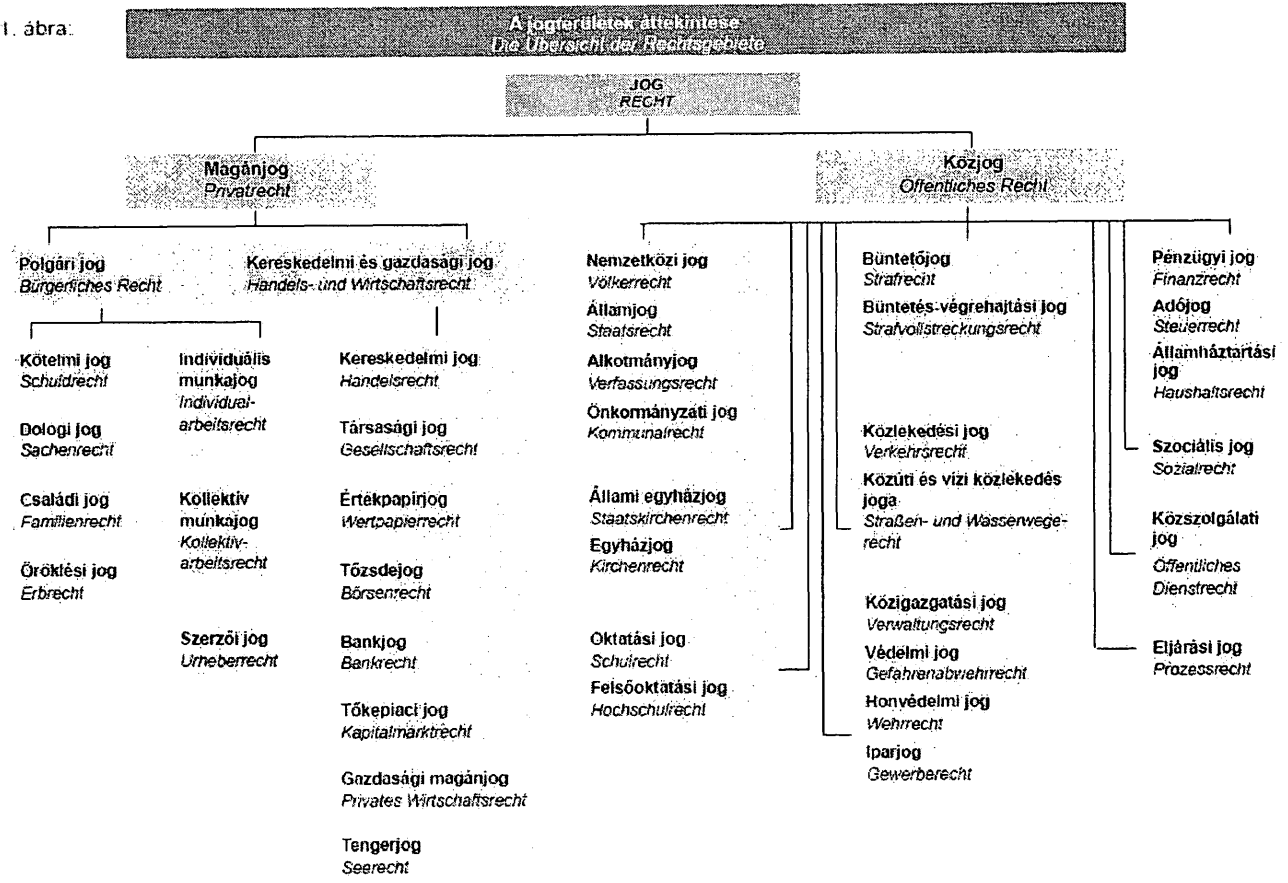 1. ábra:
A jogterületek áttekintése
Die Übersicht der Rechtsgebiete
JOG
RECHT
Magánjog
Privatrecht
Közjog
Öffentliches Recht
Polgári jog
Bürgerliches Recht
Kereskedelmi és gazdasági jog
Handels- und Wirtschaftsrecht
Kötelmi jog
Schuldrecht
Dologi jog
Sachenrecht
Családi jog
Familienrecht
Öröklési jog
Erbrecht
Individuális
munkajog
Individual-
arbeitsrecht
Kollektív
munkajog
Kollektiv-
arbeitsrecht
Szerzői jog
Urheberrecht
Kereskedelmi jog
Handelsrecht
Társasági jog
Gesellschaftsrecht
Értékpapírjog
Wertpapierrecht
Tőzsdejog
Börsenrecht
Bankjog
Bankrecht
Tőkepiaci jog
Kapitalmarktrecht
Gazdasági magánjog
Privates Wirtschaftsrecht
Tengerjog
Seerecht
Nemzetközi jog
Völkerrecht
Államjog
Staatsrecht
Alkotmányjog
Verfassungsrecht
Önkormányzati jog
Kommunalrecht
Állami egyházjog
Staatskirchenrecht
Egyházjog
Kirchenrecht
Oktatási jog
Schulrecht
Felsőoktatási jog
Hochschulrecht
Büntetőjog
Strafrecht
Büntetés-végrehajtási jog
Strafvollstreckungsrecht
Közlekedési jog
Verkehrsrecht
Közúti és vízi közlekedés
joga
Straßen- und Wasserwege-
recht
Közigazgatási jog
Verwaltungsrecht
Védelmi jog
Gefahrenabwehrrecht
Honvédelmi jog
Wehrrecht
Iparjog
Gewerberecht
Pénzügyi jog
Finanzrecht
Adójog
Steuerrecht
Államháztartási
jog
Haushaltsrecht
Szociális jog
Sozialrecht
Közszolgálati
jog
Öffentliches
Dienstrecht
Eljárási jog
Prozessrecht